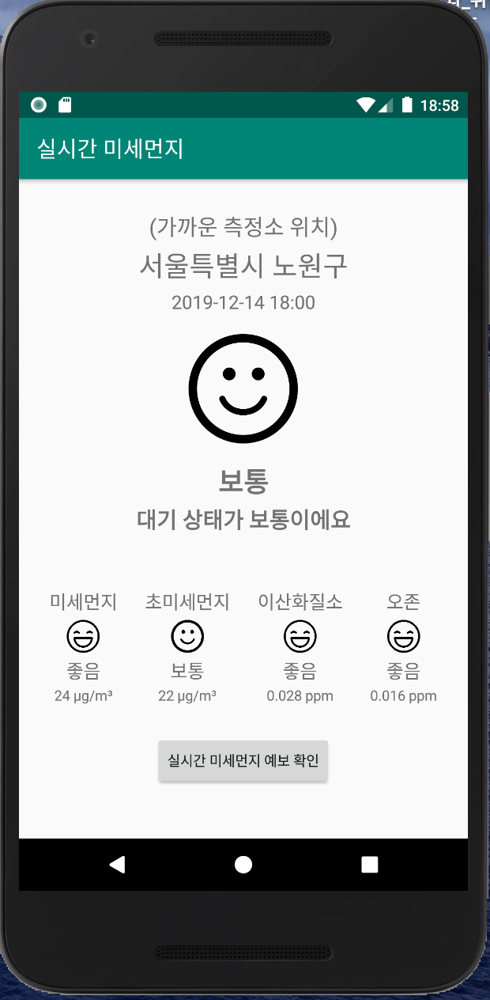 18:58
실시간 미세먼지
(가까운 측정소 위치)
서울특별시 노원구
2019-12-14 18:00
보통
대기 상태가 보통이에요
미세먼지 초미세먼지 이산화질소 오존
좋음 보통 좋음 좋음
24 µg/m³ 22 µg/m³ 0.028 ppm 0.016 ppm
실시간 미세먼지 예보 확인